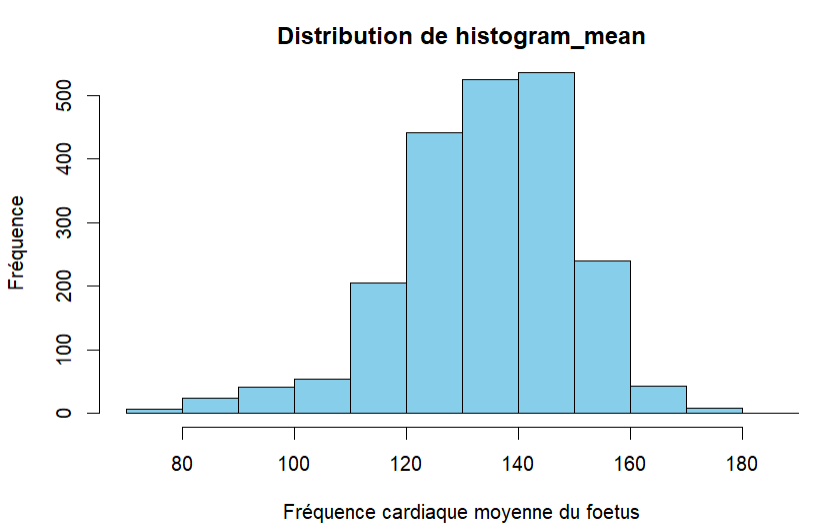 Distribution de histogram_mean
Fréquence
500
400
300
200
100
0
80 100 120 140 160 180
Fréquence cardiaque moyenne du foetus